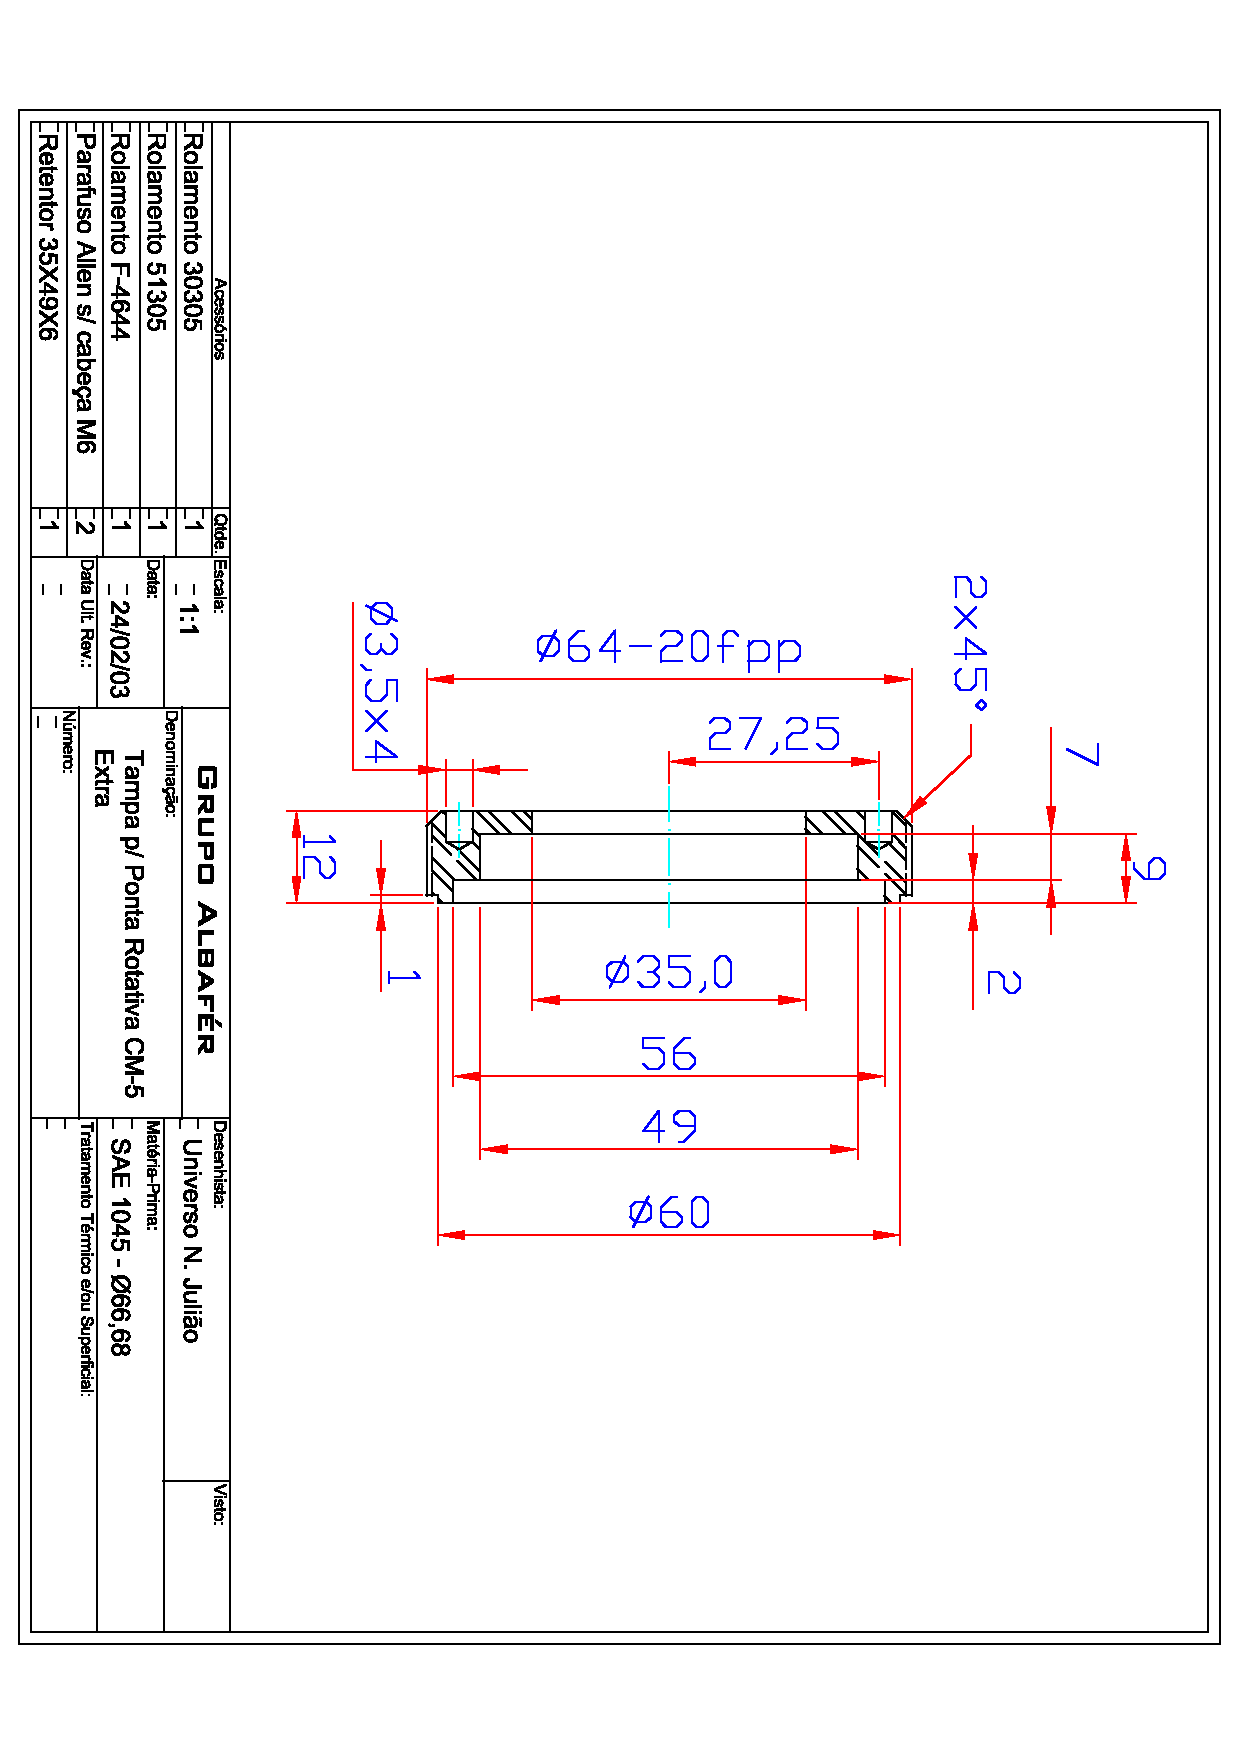 2x45°
7
9
2
Ø64-20fpp
27,25
Ø3,5x4
12
1
Ø35,0
56
49
Ø60
Acessórios
Qtde.
Rolamento 30305
1
Rolamento 51305
1
Rolamento F-4644
1
Parafuso Allen s/ cabeça M6
2
Retentor 35X49X6
1
Escala:
1:1
Data:
24/02/03
Data Ult. Rev.:
GRUPO ALBAFÉR
Denominação:
Tampa p/ Ponta Rotativa CM-5
Extra
Número:
Desenhista:
Universo N. Julião
Matéria-Prima:
SAE 1045 - Ø66,68
Tratamento Térmico e/ou Superficial:
Visto: